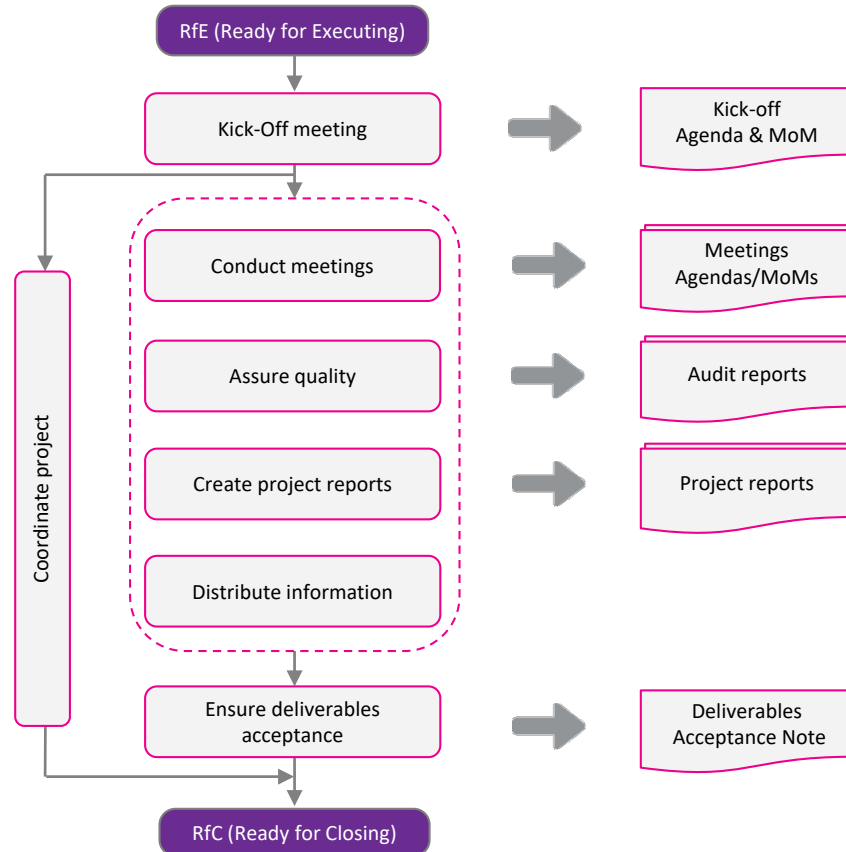 RfE (Ready for Executing)
Kick-Off meeting
Kick-off
Agenda & MoM
Conduct meetings
Meetings
Agendas/MoMs
Assure quality
Audit reports
Coordinate project
Create project reports
Project reports
Distribute information
Ensure deliverables
acceptance
Deliverables
Acceptance Note
RfC (Ready for Closing)